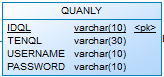 QUANLY
IDQL varchar(10) <pk>
TENQL varchar(30)
USERNAME varchar(10)
PASSWORD varchar(10)